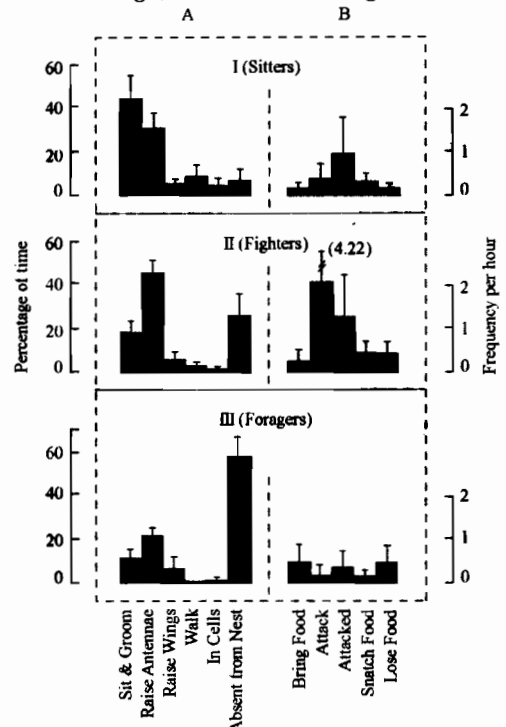 A B
I (Sitters)
60
40
20
0
2
1
0
II (Fighters)
(4.22)
60
40
20
0
2
1
0
III (Foragers)
60
40
20
0
2
1
0
Percentage of time
Frequency per hour
Sit & Groom
Raise Antennae
Raise Wings
Walk
In Cells
Absent from Nest
Bring Food
Attack
Attacked
Snatch Food
Lose Food